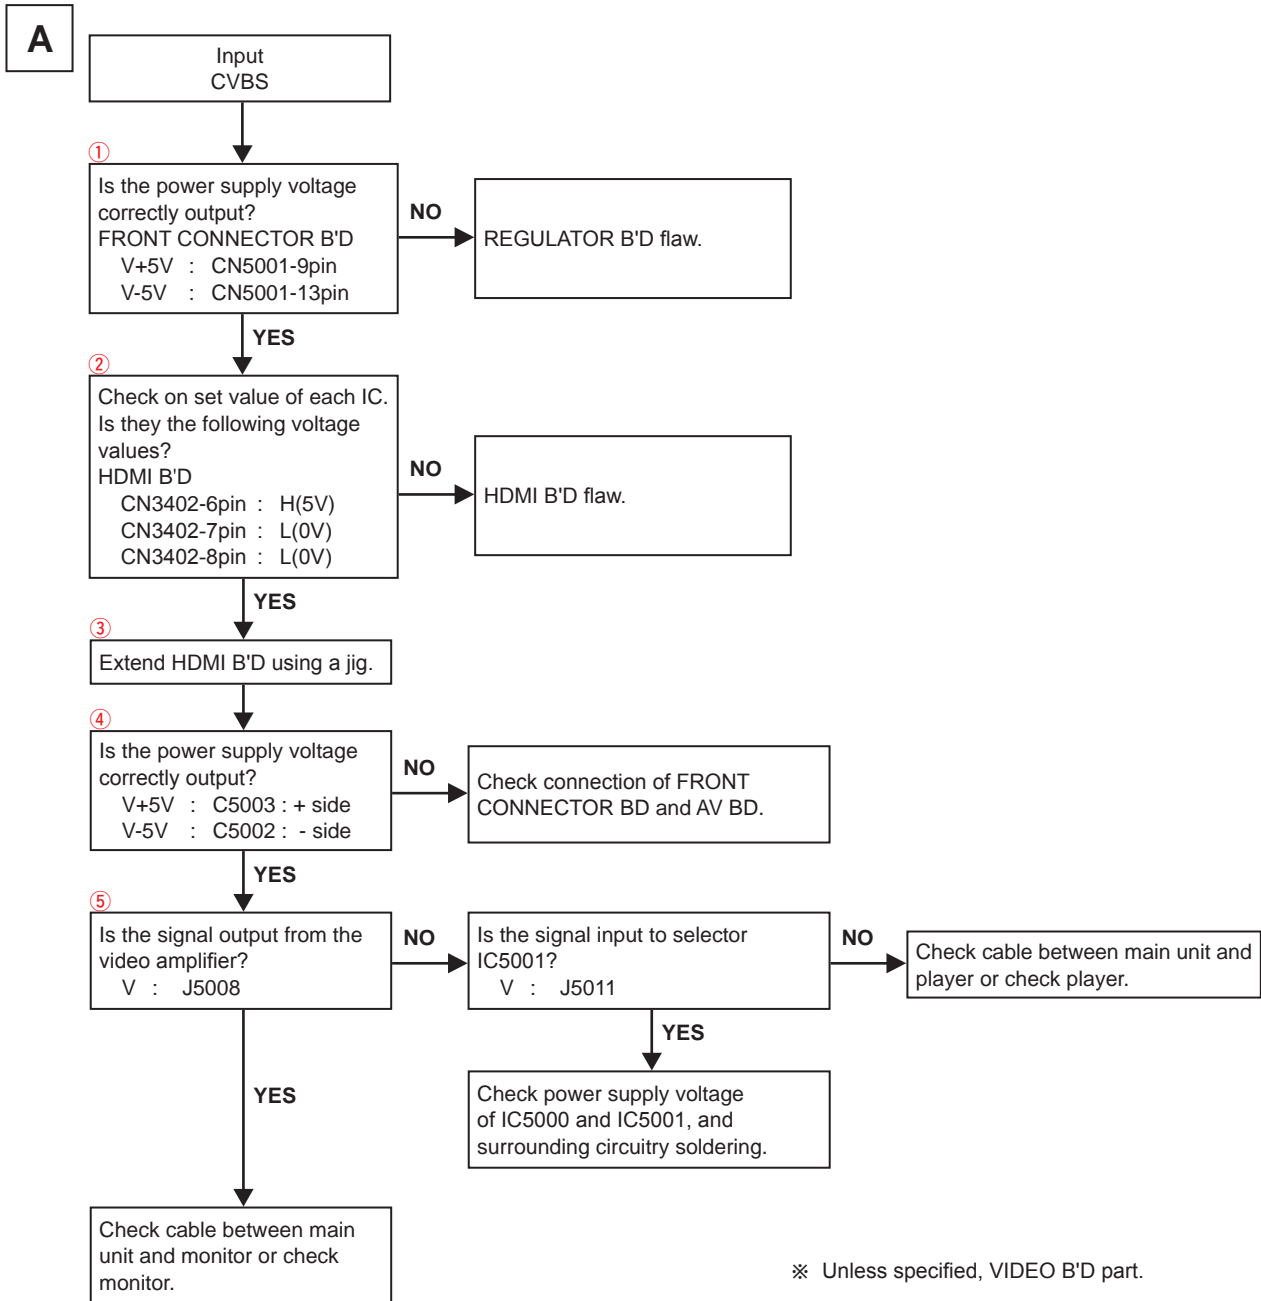 A
Input
CVBS
①
Is the power supply voltage
correctly output?
FRONT CONNECTOR B'D
V+5V : CN5001-9pin
V-5V : CN5001-13pin
NO
REGULATOR B'D flaw.
YES
②
Check on set value of each IC.
Is they the following voltage
values?
HDMI B'D
CN3402-6pin : H(5V)
CN3402-7pin : L(0V)
CN3402-8pin : L(0V)
NO
HDMI B'D flaw.
YES
③
Extend HDMI B'D using a jig.
④
Is the power supply voltage
correctly output?
V+5V : C5003 : + side
V-5V : C5002 : - side
NO
Check connection of FRONT
CONNECTOR BD and AV BD.
YES
⑤
Is the signal output from the
video amplifier?
V : J5008
NO
Is the signal input to selector
IC5001?
V : J5011
NO
Check cable between main unit and
player or check player.
YES
Check power supply voltage
of IC5000 and IC5001, and
surrounding circuitry soldering.
YES
Check cable between main
unit and monitor or check
monitor.
※ Unless specified, VIDEO B'D part.